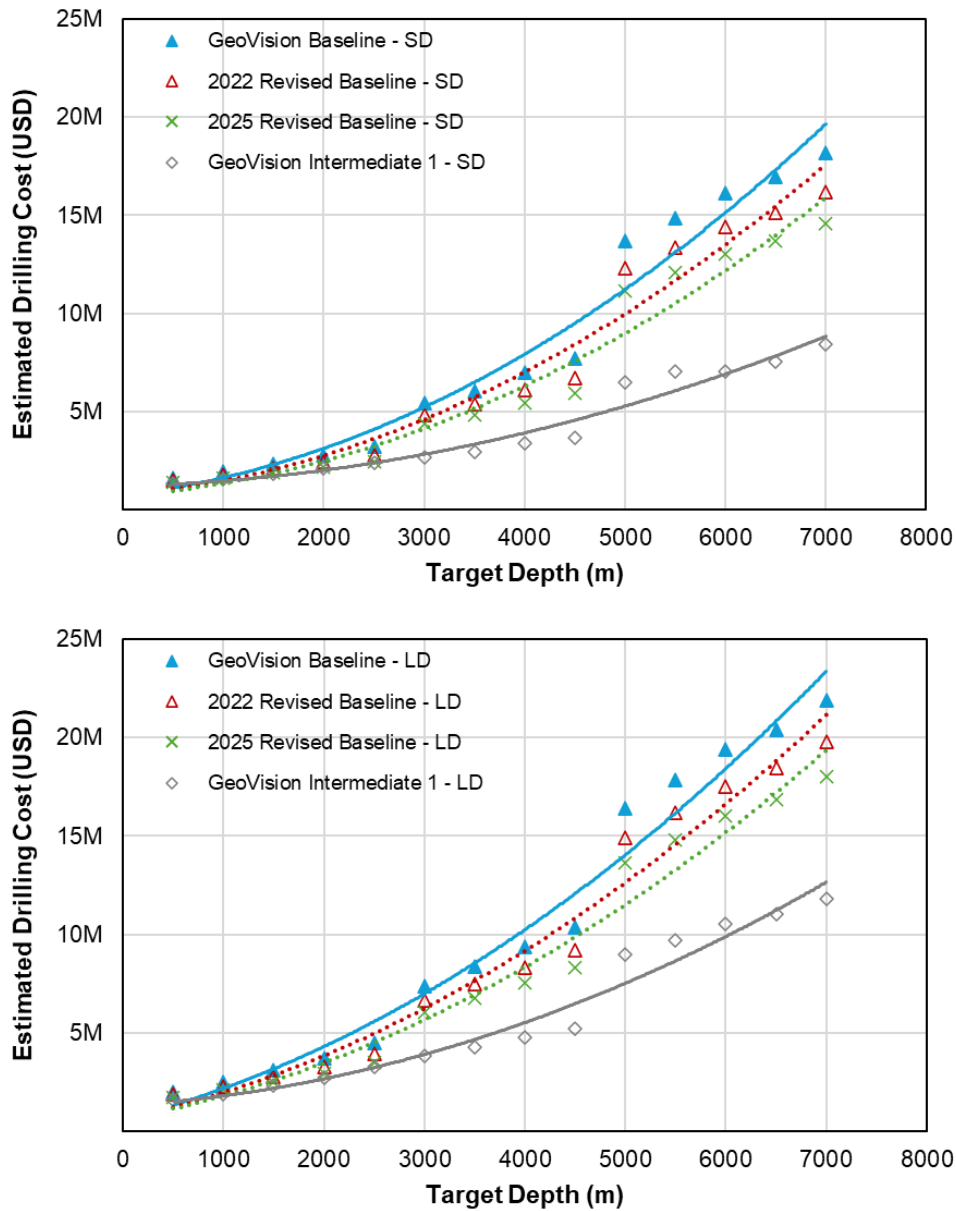 25M
GeoVision Baseline - SD
2022 Revised Baseline - SD
20M
2025 Revised Baseline - SD
GeoVision Intermediate 1 - SD
15M
10M
5M
Estimated Drilling Cost (USD)
0 1000 2000 3000 4000 5000 6000 7000 8000
Target Depth (m)
25M
GeoVision Baseline - LD
2022 Revised Baseline - LD
20M
2025 Revised Baseline - LD
GeoVision Intermediate 1 - LD
15M
10M
5M
Estimated Drilling Cost (USD)
0 1000 2000 3000 4000 5000 6000 7000 8000
Target Depth (m)